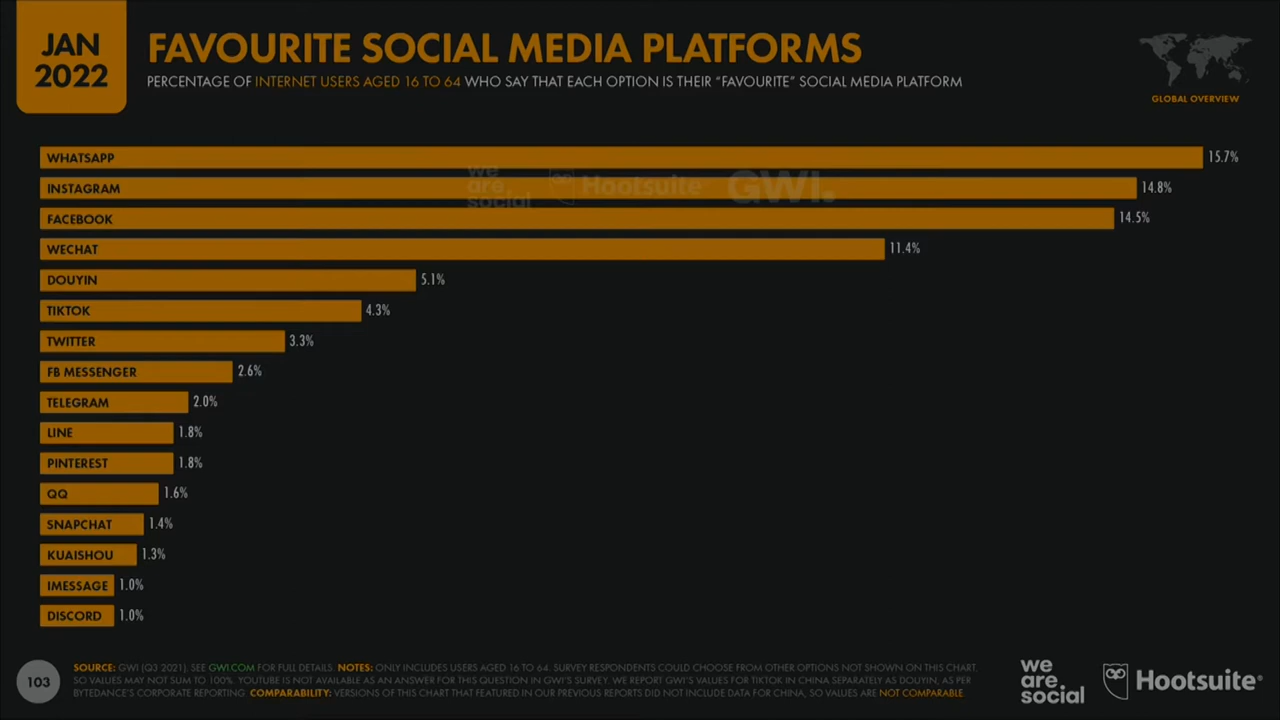 JAN
2022
FAVOURITE SOCIAL MEDIA PLATFORMS
PERCENTAGE OF INTERNET USERS AGED 16 TO 64 WHO SAY THAT EACH OPTION IS THEIR “FAVOURITE” SOCIAL MEDIA PLATFORM
GLOBAL OVERVIEW
WHATSAPP 15.7%
we
are
social
Hootsuite
GWI.
INSTAGRAM 14.8%
FACEBOOK 14.5%
WECHAT 11.4%
DOUYIN 5.1%
TIKTOK 4.3%
TWITTER 3.3%
FB MESSENGER 2.6%
TELEGRAM 2.0%
LINE 1.8%
PINTEREST 1.8%
QQ 1.6%
SNAPCHAT 1.4%
KUAISHOU 1.3%
IMESSAGE 1.0%
DISCORD 1.0%
103
SOURCE: GWI (Q3 2021). SEE GWI.COM FOR FULL DETAILS. NOTES: ONLY INCLUDES USERS AGED 16 TO 64. SURVEY RESPONDENTS COULD CHOOSE FROM OTHER OPTIONS NOT SHOWN ON THIS CHART,
SO VALUES MAY NOT SUM TO 100%. YOUTUBE IS NOT AVAILABLE AS AN ANSWER FOR THIS QUESTION IN GWI'S SURVEY. WE REPORT GWI'S VALUES FOR TIKTOK IN CHINA SEPARATELY AS DOUYIN, AS PER
BYTEDANCE'S CORPORATE REPORTING. COMPARABILITY: VERSIONS OF THIS CHART THAT FEATURED IN OUR PREVIOUS REPORTS DID NOT INCLUDE DATA FOR CHINA, SO VALUES ARE NOT COMPARABLE.
we
are
social
Hootsuite®